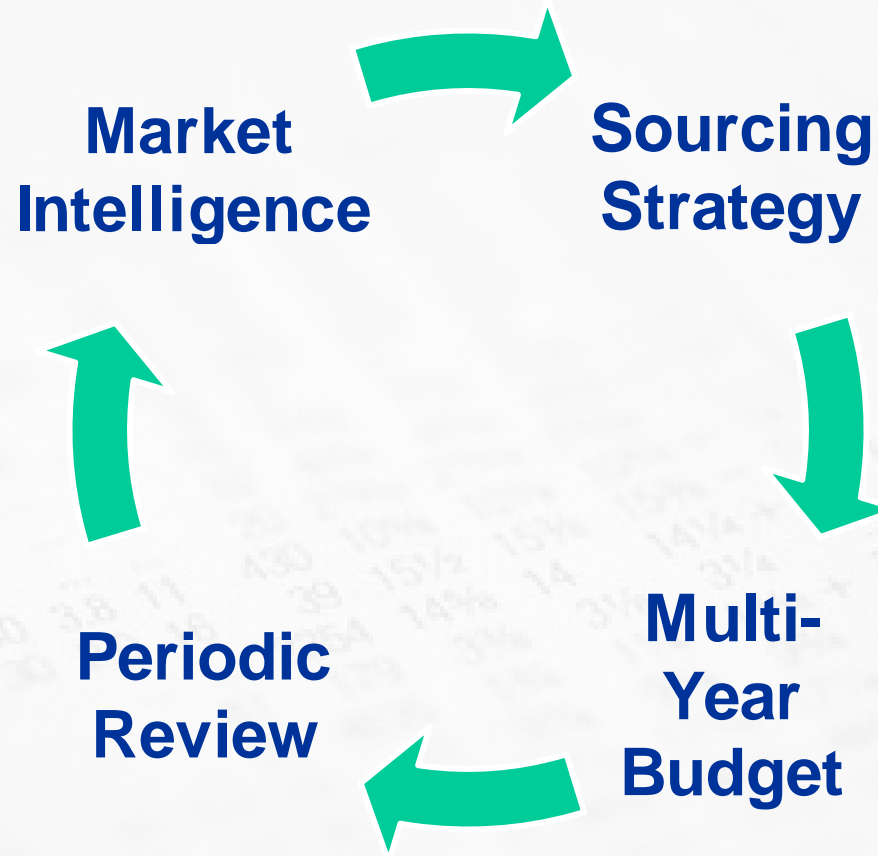 Market
Intelligence
Sourcing
Strategy
Multi-
Year
Budget
Periodic
Review